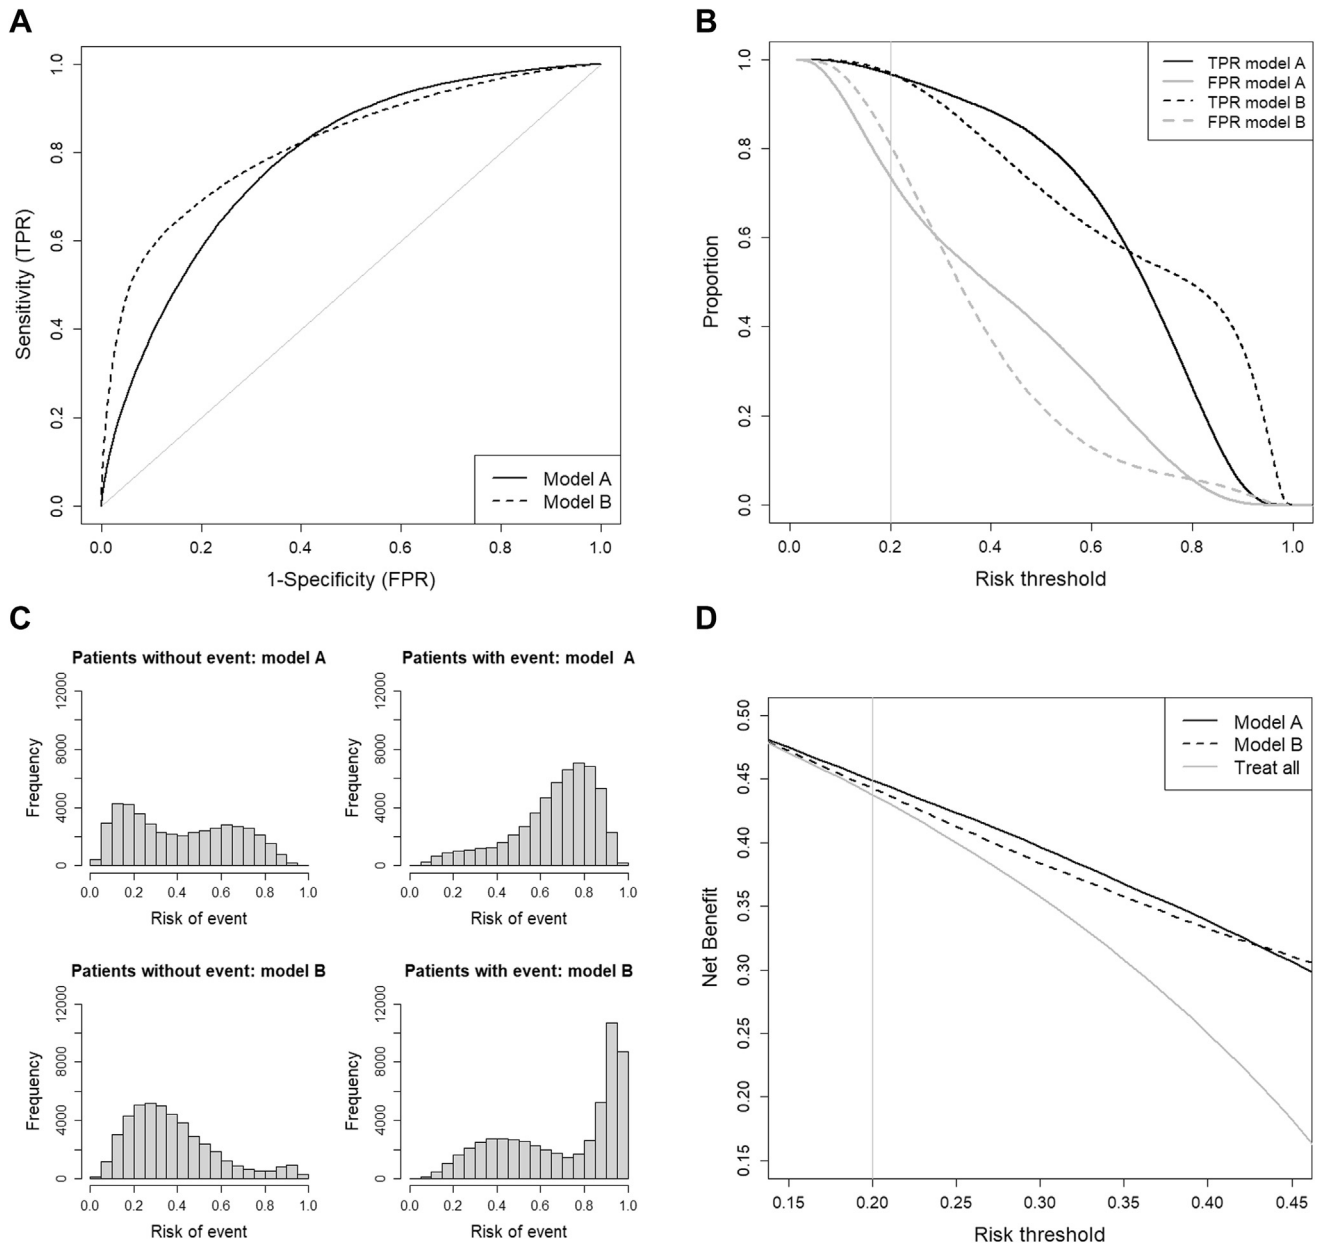 A
Sensitivity (TPR)
0.0 0.2 0.4 0.6 0.8 1.0
Model A
Model B
0.0 0.2 0.4 0.6 0.8 1.0
1-Specificity (FPR)
B
Proportion
0.0 0.2 0.4 0.6 0.8 1.0
TPR model A
FPR model A
TPR model B
FPR model B
0.0 0.2 0.4 0.6 0.8 1.0
Risk threshold
C
Patients without event: model A
Frequency
0 4000 8000 12000
0.0 0.2 0.4 0.6 0.8 1.0
Risk of event
Patients with event: model A
Frequency
0 4000 8000 12000
0.0 0.2 0.4 0.6 0.8 1.0
Risk of event
Patients without event: model B
Frequency
0 4000 8000 12000
0.0 0.2 0.4 0.6 0.8 1.0
Risk of event
Patients with event: model B
Frequency
0 4000 8000 12000
0.0 0.2 0.4 0.6 0.8 1.0
Risk of event
D
Net Benefit
0.15 0.20 0.25 0.30 0.35 0.40 0.45 0.50
Model A
Model B
Treat all
0.15 0.20 0.25 0.30 0.35 0.40 0.45
Risk threshold